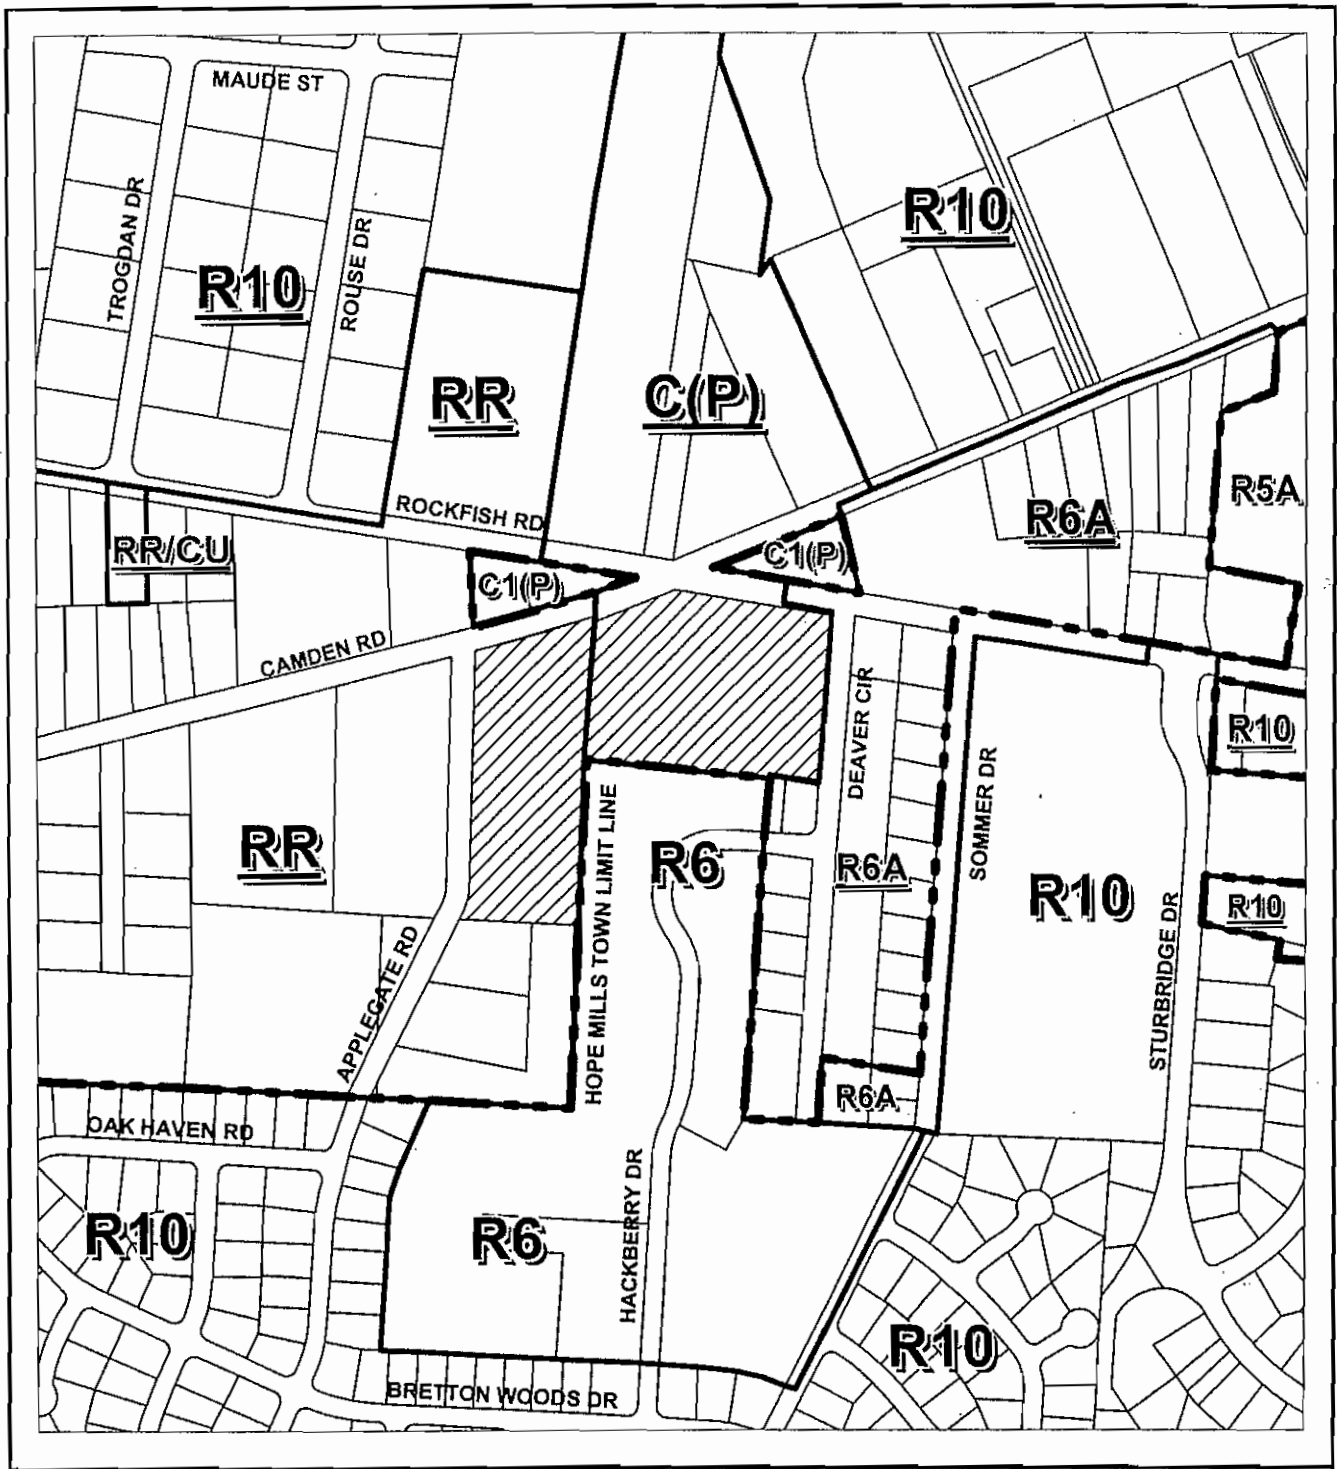 MAUDE ST
TROGDAN DR
R10
ROUSE DR
R10
RR
C(P)
ROCKFISH RD
RR/CU
C1(P)
C1(P)
R6A
R5A
CAMDEN RD
DEAVER CIR
SOMMER DR
R10
RR
HOPE MILLS TOWN LIMIT LINE
R6
R6A
R10
R10
STURBRIDGE DR
APPLEGATE RD
R6A
OAK HAVEN RD
R10
R6
HACKBERRY DR
R10
BRETTON WOODS DR